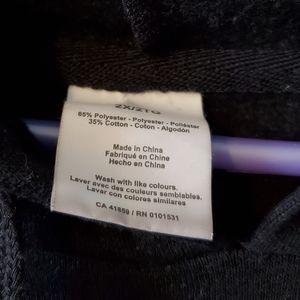 2X/2TG
65% Polyester - Polyester - Poliéster
35% Cotton - Coton - Algodón
Made in China
Fabriqué en Chine
Hecho en China
Wash with like colours.
Laver avec des couleurs semblables.
Lavar con colores similares
CA 41859 / RN 0101531